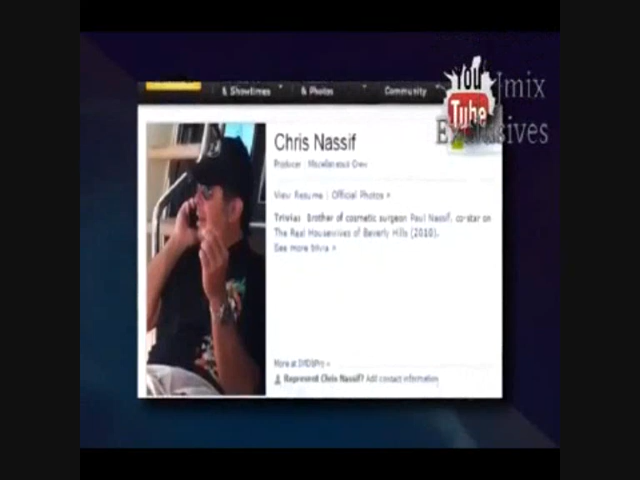 You
Tube
Jmix
Exclusives
& Showtimes
& Photos
Community
Chris Nassif
Producer | Miscellaneous Crew
View Resume | Official Photos »
Trivia: Brother of cosmetic surgeon Paul Nassif, co-star on
The Real Housewives of Beverly Hills (2010).
See more trivia »
More at IMDbPro »
Represent Chris Nassif? Add contact information